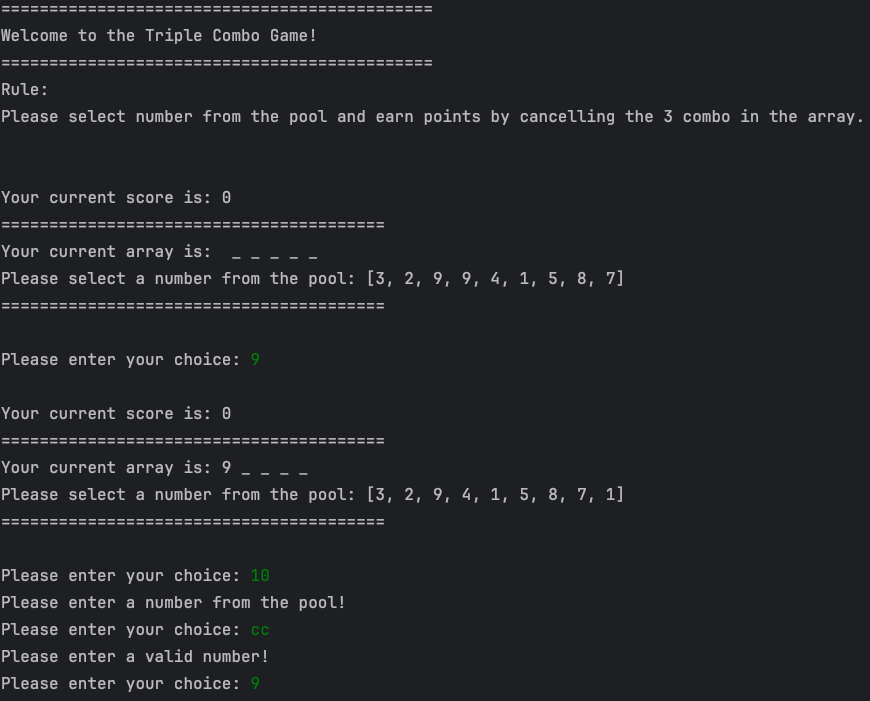 =============================================
Welcome to the Triple Combo Game!
=============================================
Rule:
Please select number from the pool and earn points by cancelling the 3 combo in the array.
Your current score is: 0
========================================
Your current array is:  _ _ _ _ _
Please select a number from the pool: [3, 2, 9, 9, 4, 1, 5, 8, 7]
========================================
Please enter your choice: 9
Your current score is: 0
========================================
Your current array is: 9 _ _ _ _
Please select a number from the pool: [3, 2, 9, 4, 1, 5, 8, 7, 1]
========================================
Please enter your choice: 10
Please enter a number from the pool!
Please enter your choice: cc
Please enter a valid number!
Please enter your choice: 9